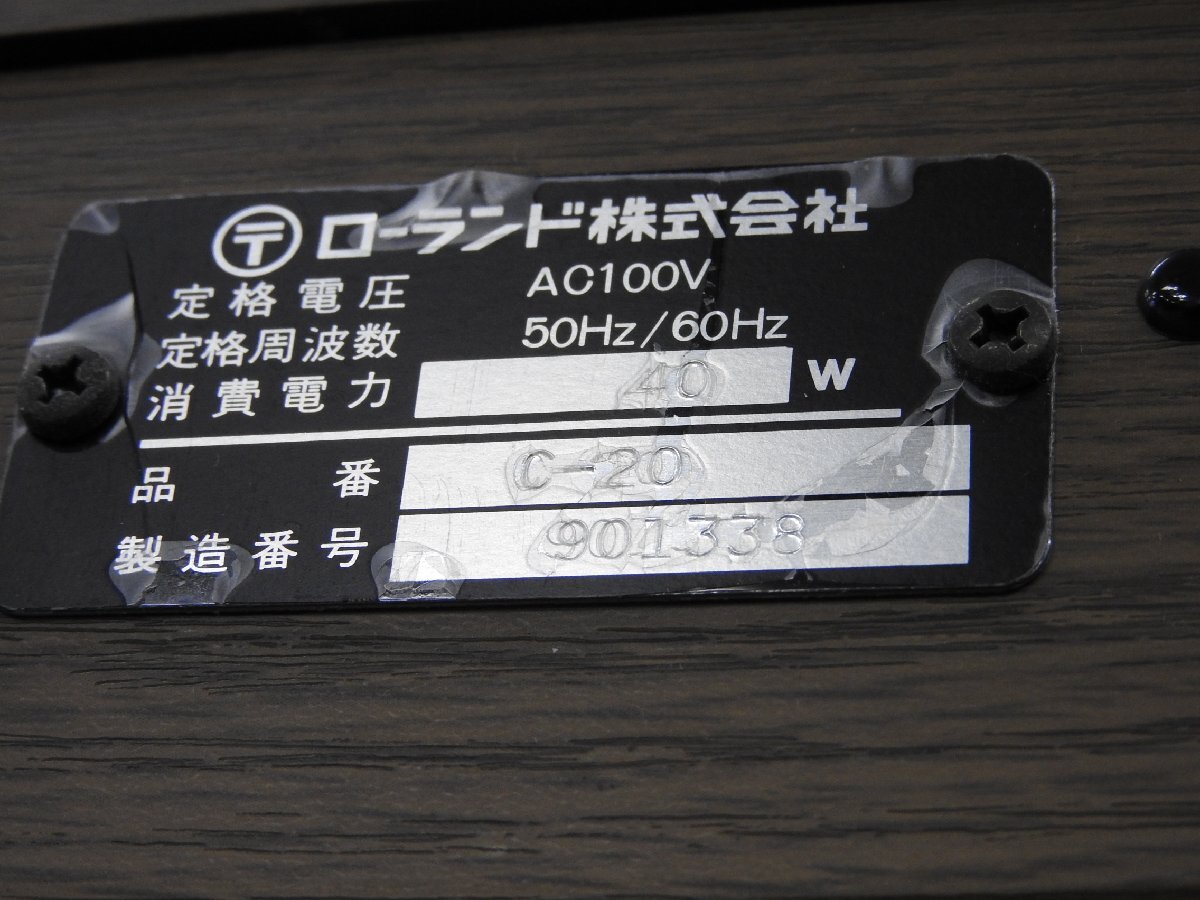 〒 ローランド株式会社
定格電圧 AC100V
定格周波数 50Hz/60Hz
消費電力 40 W
品番 C-20
製造番号 901338